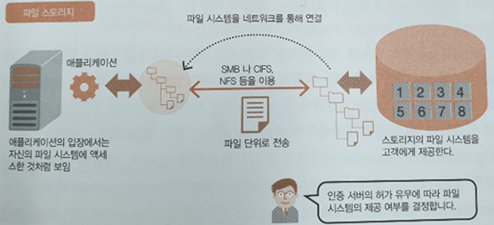 파일 스토리지
파일 시스템을 네트워크를 통해 연결
애플리케이션
SMB 나 CIFS,
NFS 등을 이용
파일 단위로 전송
1 2 3 4
5 6 7 8
애플리케이션의 입장에서는
자신의 파일 시스템에 액세
스한 것처럼 보임
스토리지의 파일 시스템을
고객에게 제공한다.
인증 서버의 허가 유무에 따라 파일
시스템의 제공 여부를 결정합니다.